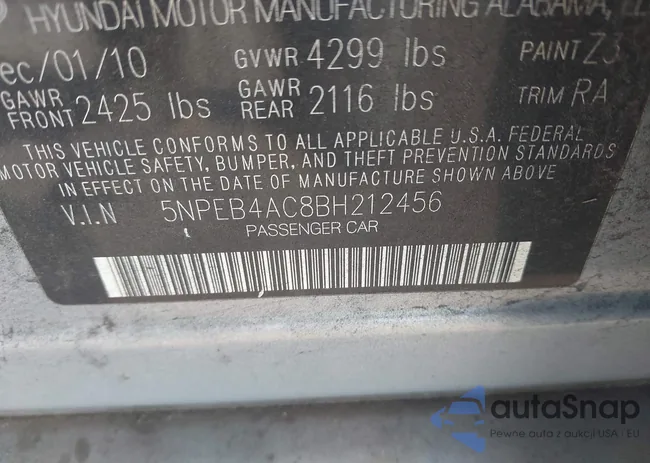 HYUNDAI MOTOR MANUFACTURING ALABAMA,
ec/01/10 GVWR 4299 lbs PAINT Z3
GAWR FRONT 2425 lbs GAWR REAR 2116 lbs TRIM RA
THIS VEHICLE CONFORMS TO ALL APPLICABLE U.S.A. FEDERAL
MOTOR VEHICLE SAFETY, BUMPER, AND THEFT PREVENTION STANDARDS
IN EFFECT ON THE DATE OF MANUFACTURE SHOWN ABOVE.
V.I.N 5NPEB4AC8BH212456
PASSENGER CAR
autoSnap
Pewne auta z aukcji USA - EU